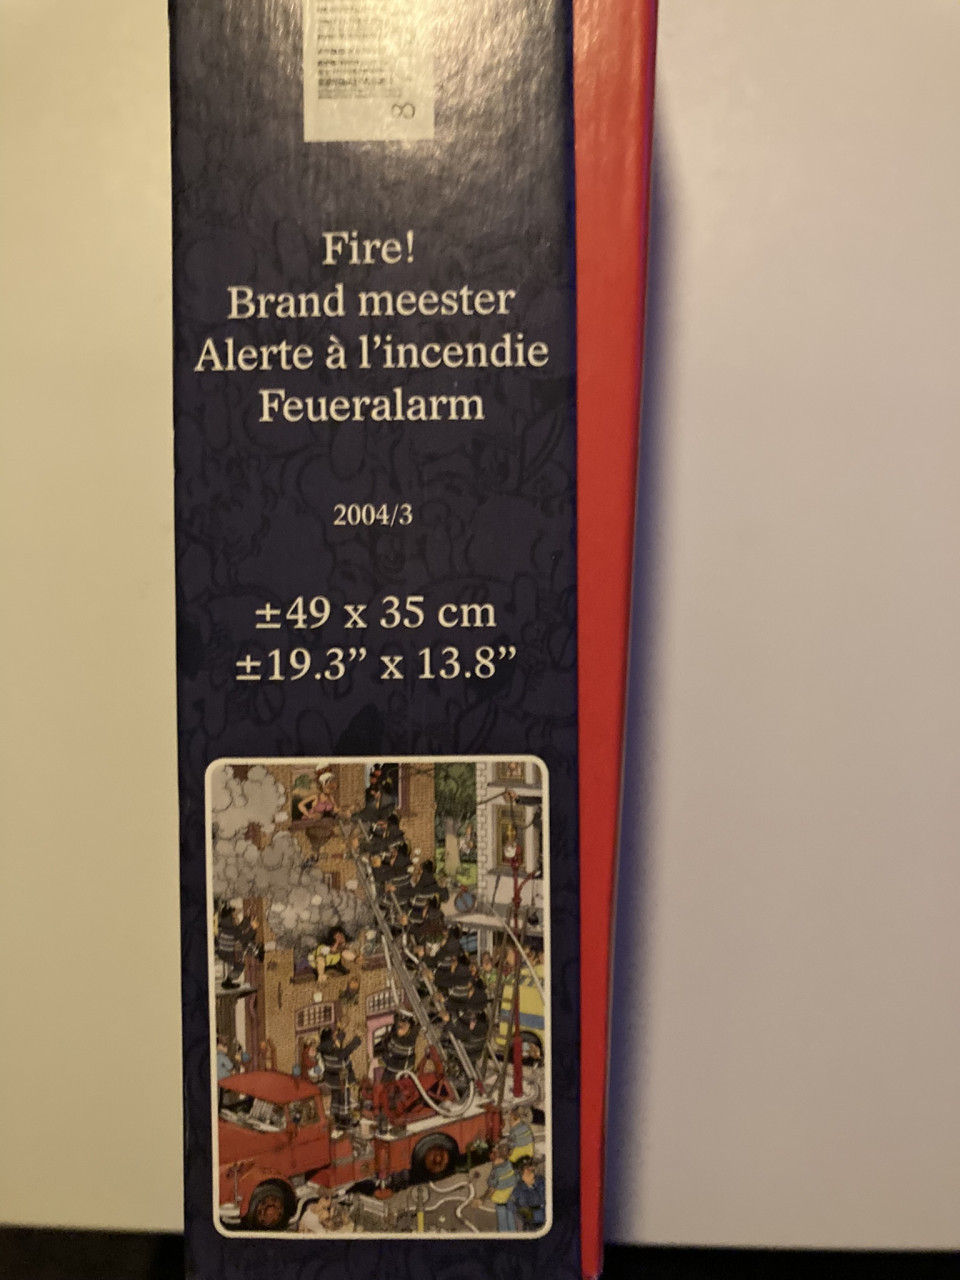 Fire!
Brand meester
Alerte à l’incendie
Feueralarm
2004/3
±49 x 35 cm
±19.3” x 13.8”